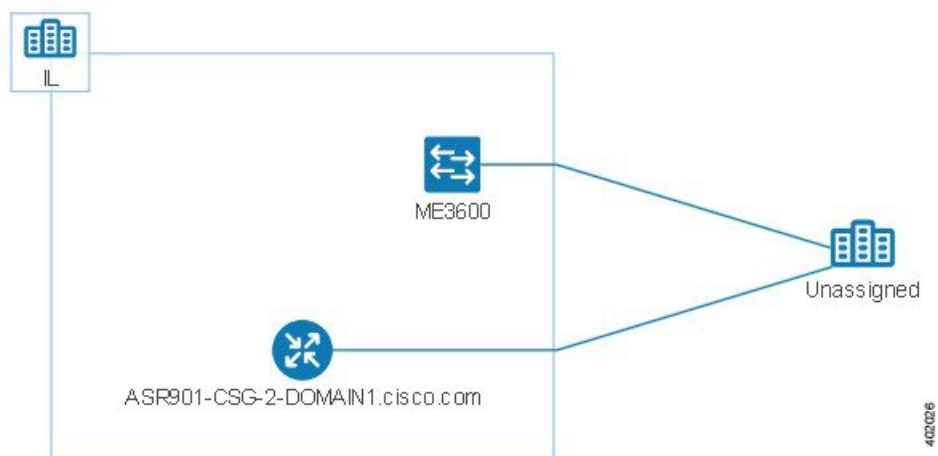 IL
ME3600
Unassigned
ASR901-CSG-2-DOMAIN1.cisco.com
402026